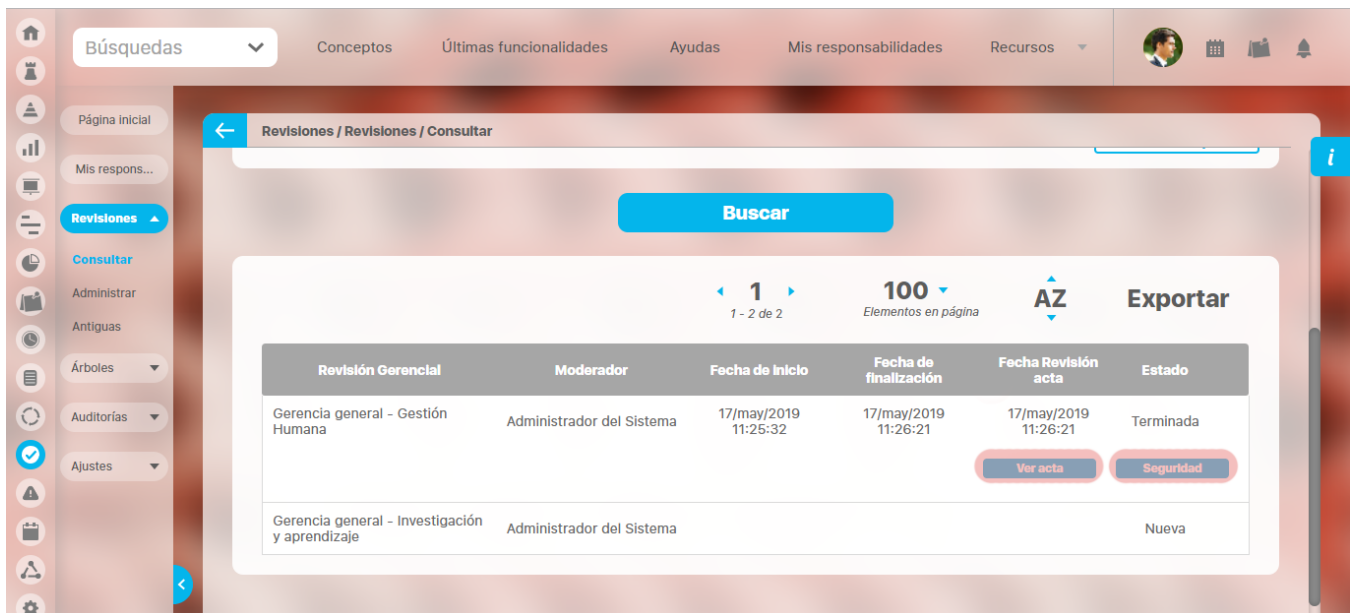 Búsquedas
Conceptos
Últimas funcionalidades
Ayudas
Mis responsabilidades
Recursos
Página inicial
Mis respons...
Revisiones
Consultar
Administrar
Antiguas
Árboles
Auditorías
Ajustes
Revisiones / Revisiones / Consultar
i
Buscar
1
1 - 2 de 2
100
Elementos en página
AZ
Exportar
Revisión Gerencial
Moderador
Fecha de Inicio
Fecha de
finalización
Fecha Revisión
acta
Estado
Gerencia general - Gestión
Humana
Administrador del Sistema
17/may/2019
11:25:32
17/may/2019
11:26:21
17/may/2019
11:26:21
Terminada
Ver acta
Seguridad
Gerencia general - Investigación
y aprendizaje
Administrador del Sistema
Nueva